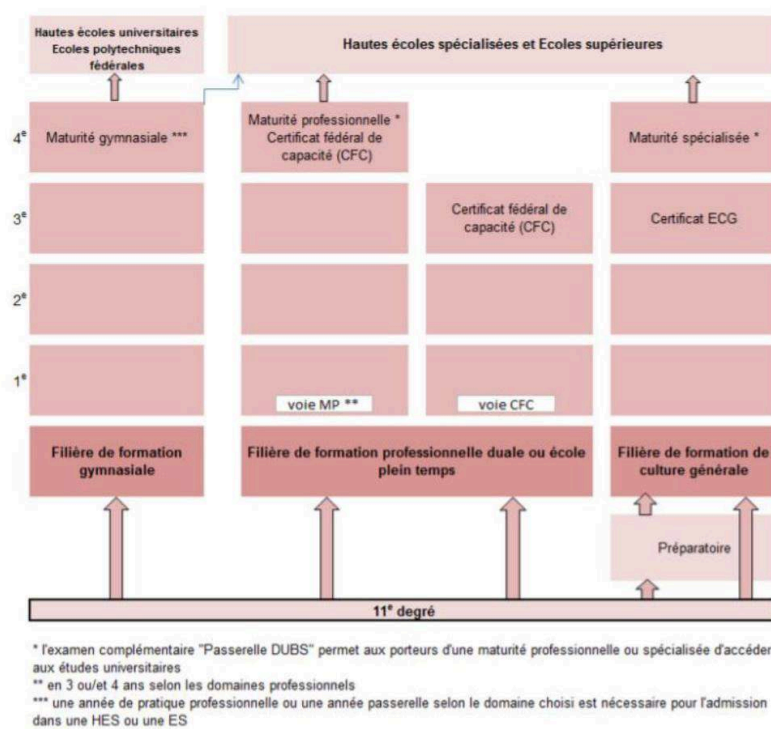 Hautes écoles universitaires
Ecoles polytechniques
fédérales
Hautes écoles spécialisées et Ecoles supérieures
4e
Maturité gymnasiale ***
Maturité professionnelle *
Certificat fédéral de
capacité (CFC)
Maturité spécialisée *
3e
Certificat fédéral de
capacité (CFC)
Certificat ECG
2e
1e
voie MP **
voie CFC
Filière de formation
gymnasiale
Filière de formation professionnelle duale ou école
plein temps
Filière de formation de
culture générale
Préparatoire
11e degré
* l'examen complémentaire "Passerelle DUBS" permet aux porteurs d'une maturité professionnelle ou spécialisée d'accéder
aux études universitaires
** en 3 ou/et 4 ans selon les domaines professionnels
*** une année de pratique professionnelle ou une année passerelle selon le domaine choisi est nécessaire pour l'admission
dans une HES ou une ES